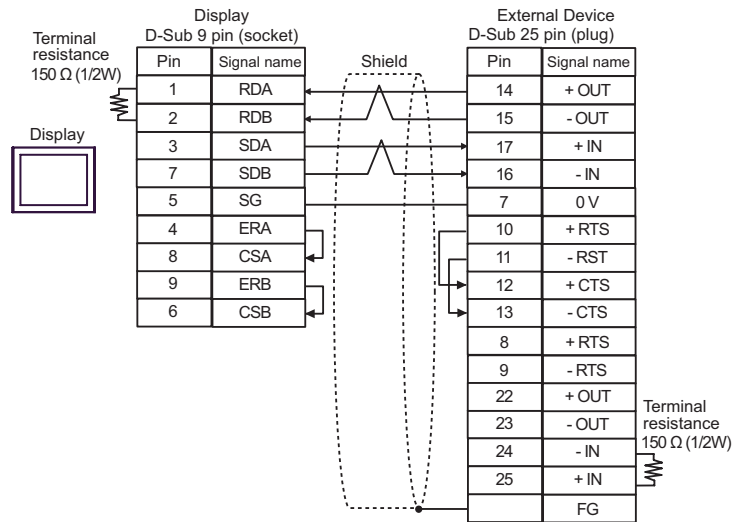 Display
D-Sub 9 pin (socket)
External Device
D-Sub 25 pin (plug)
Terminal
resistance
150 Ω (1/2W)
Display
Shield
Pin Signal name
1 RDA
2 RDB
3 SDA
7 SDB
5 SG
4 ERA
8 CSA
9 ERB
6 CSB
Pin Signal name
14 + OUT
15 - OUT
17 + IN
16 - IN
7 0 V
10 + RTS
11 - RST
12 + CTS
13 - CTS
8 + RTS
9 - RTS
22 + OUT
23 - OUT
24 - IN
25 + IN
FG
Terminal
resistance
150 Ω (1/2W)